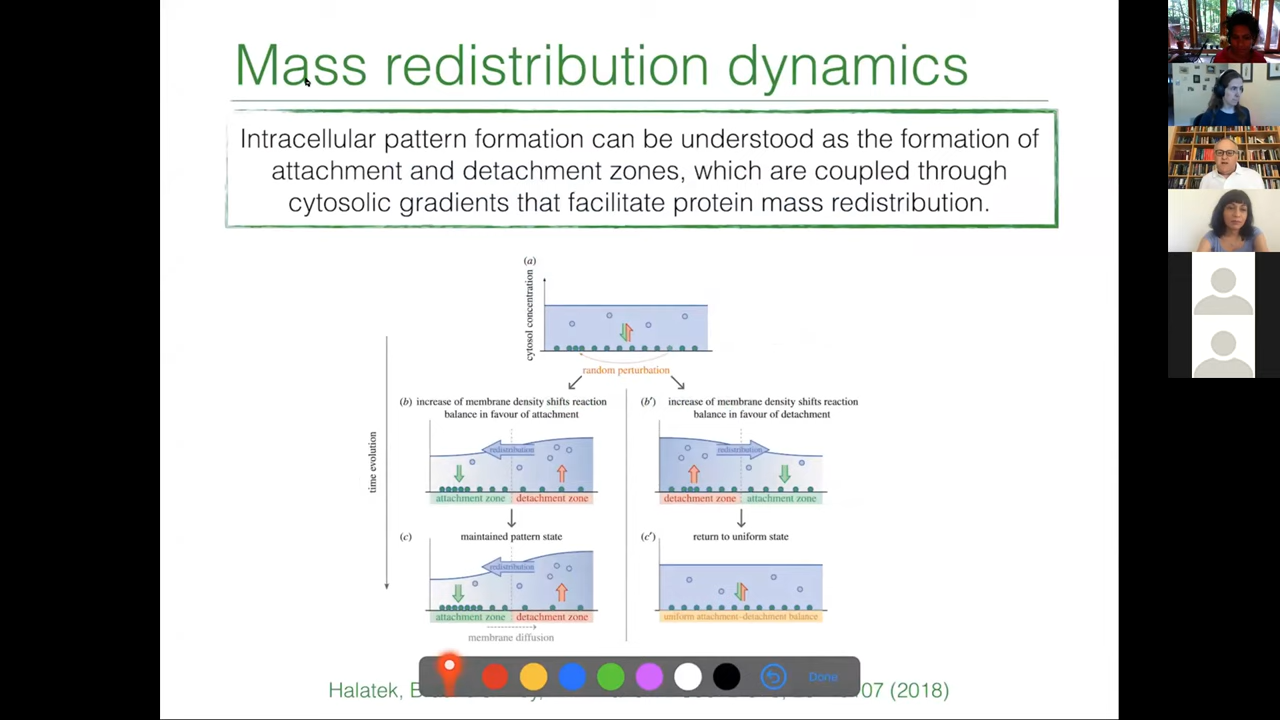 Mass redistribution dynamics
Intracellular pattern formation can be understood as the formation of
attachment and detachment zones, which are coupled through
cytosolic gradients that facilitate protein mass redistribution.
(a)
cytosol concentration
random perturbation
time evolution
(b) increase of membrane density shifts reaction
balance in favour of attachment
redistribution
attachment zone detachment zone
(b′) increase of membrane density shifts reaction
balance in favour of detachment
redistribution
detachment zone attachment zone
(c) maintained pattern state
redistribution
attachment zone detachment zone
membrane diffusion
(c′) return to uniform state
uniform attachment–detachment balance
Done
Halatek, 07 (2018)